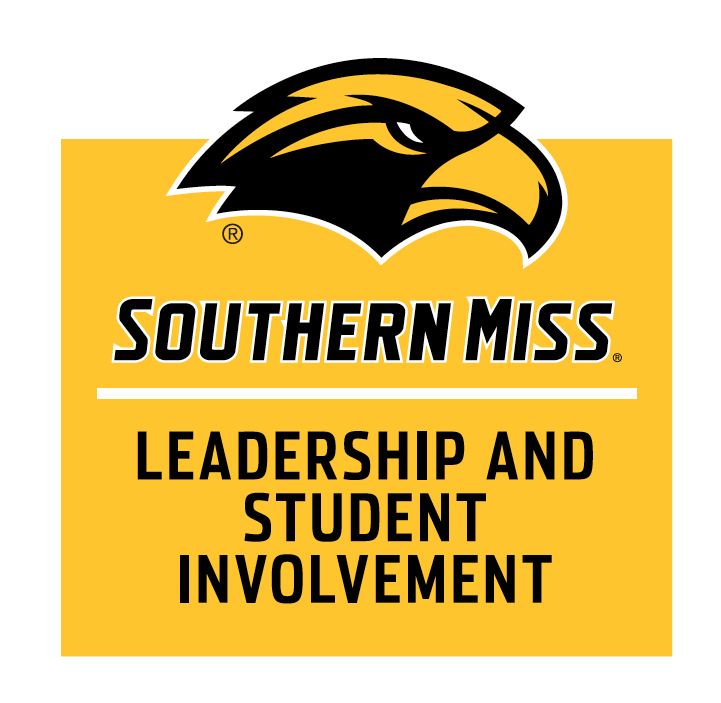 ®
SOUTHERN MISS®
LEADERSHIP AND
STUDENT
INVOLVEMENT